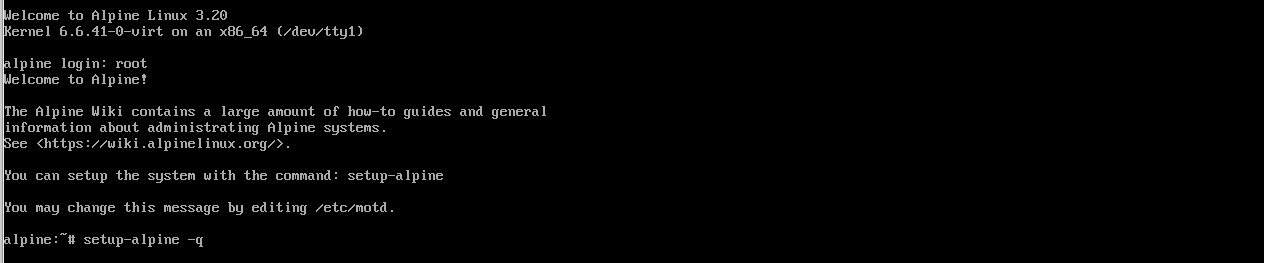 Welcome to Alpine Linux 3.20
Kernel 6.6.41-0-virt on an x86_64 (/dev/tty1)
alpine login: root
Welcome to Alpine!
The Alpine Wiki contains a large amount of how-to guides and general
information about administrating Alpine systems.
See <https://wiki.alpinelinux.org/>.
You can setup the system with the command: setup-alpine
You may change this message by editing /etc/motd.
alpine:~# setup-alpine -q